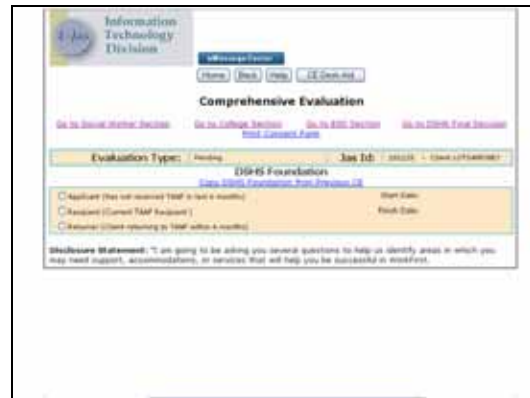 Information
Technology
Division
e-Jas
eMessage Center
Home Back Help CE Desk Aid
Comprehensive Evaluation
Go to Social Worker Section Go to College Section Go to ESD Section Go to DSHS Final Decision
Print Consent Form
Evaluation Type: Pending Jas Id:
DSHS Foundation
Copy DSHS Foundation from Previous CE
Applicant (Has not received TANF in last 6 months) Start Date:
Recipient (Current TANF Recipient) Finish Date:
Returner (Client returning to TANF within 6 months)
Disclosure Statement: "I am going to be asking you several questions to help us identify areas in which you
may need support, accommodations, or services that will help you be successful in WorkFirst.